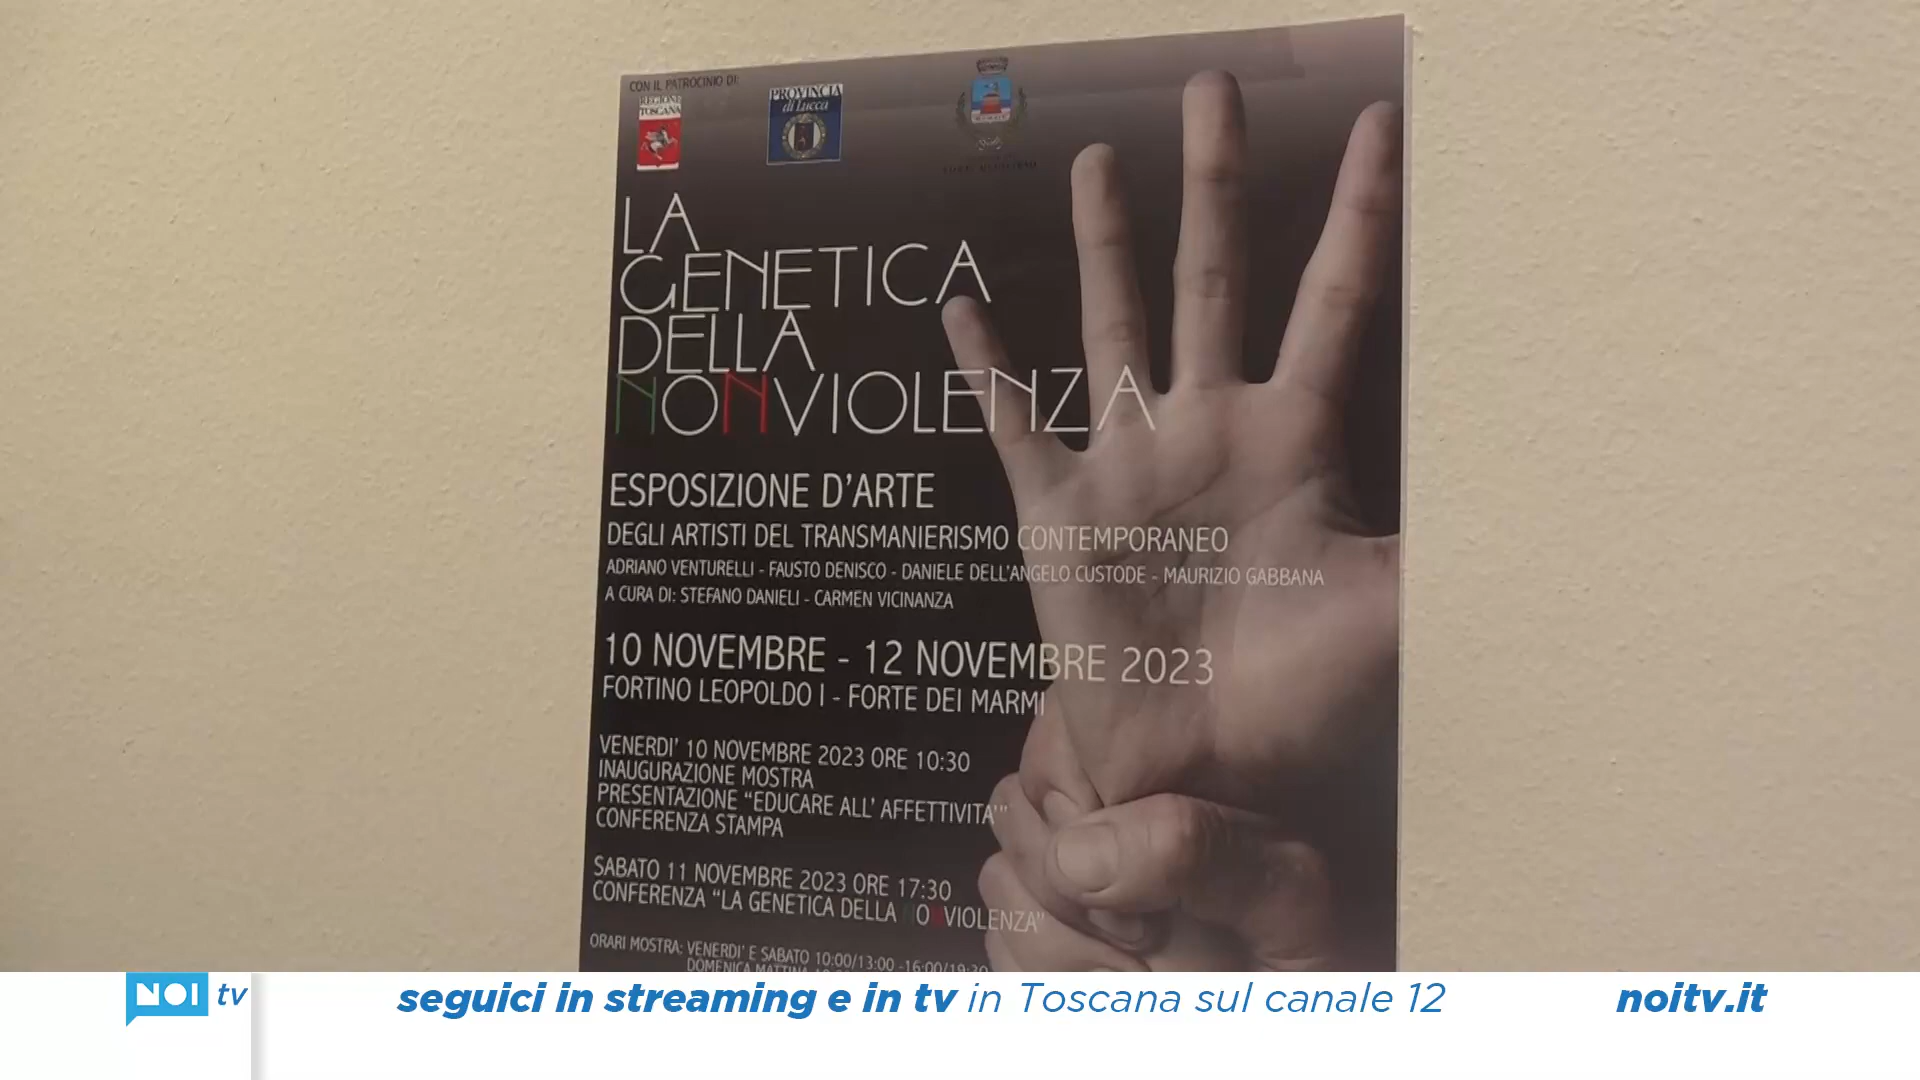 CON IL PATROCINIO DI:
REGIONE
TOSCANA
PROVINCIA
di Lucca
LA
GENETICA
DELLA
NONVIOLENZA
ESPOSIZIONE D'ARTE
DEGLI ARTISTI DEL TRANSMANIERISMO CONTEMPORANEO
ADRIANO VENTURELLI - FAUSTO DENISCO - DANIELE DELL'ANGELO CUSTODE - MAURIZIO GABBANA
A CURA DI: STEFANO DANIELI - CARMEN VICINANZA
10 NOVEMBRE - 12 NOVEMBRE 2023
FORTINO LEOPOLDO I - FORTE DEI MARMI
VENERDI' 10 NOVEMBRE 2023 ORE 10:30
INAUGURAZIONE MOSTRA
PRESENTAZIONE "EDUCARE ALL' AFFETTIVITA'"
CONFERENZA STAMPA
SABATO 11 NOVEMBRE 2023 ORE 17:30
CONFERENZA "LA GENETICA DELLA NONVIOLENZA"
ORARI MOSTRA: VENERDI' E SABATO 10:00/13:00 -16:00/19:30
DOMENICA MATTINA
NOI tv
seguici in streaming e in tv in Toscana sul canale 12
noitv.it